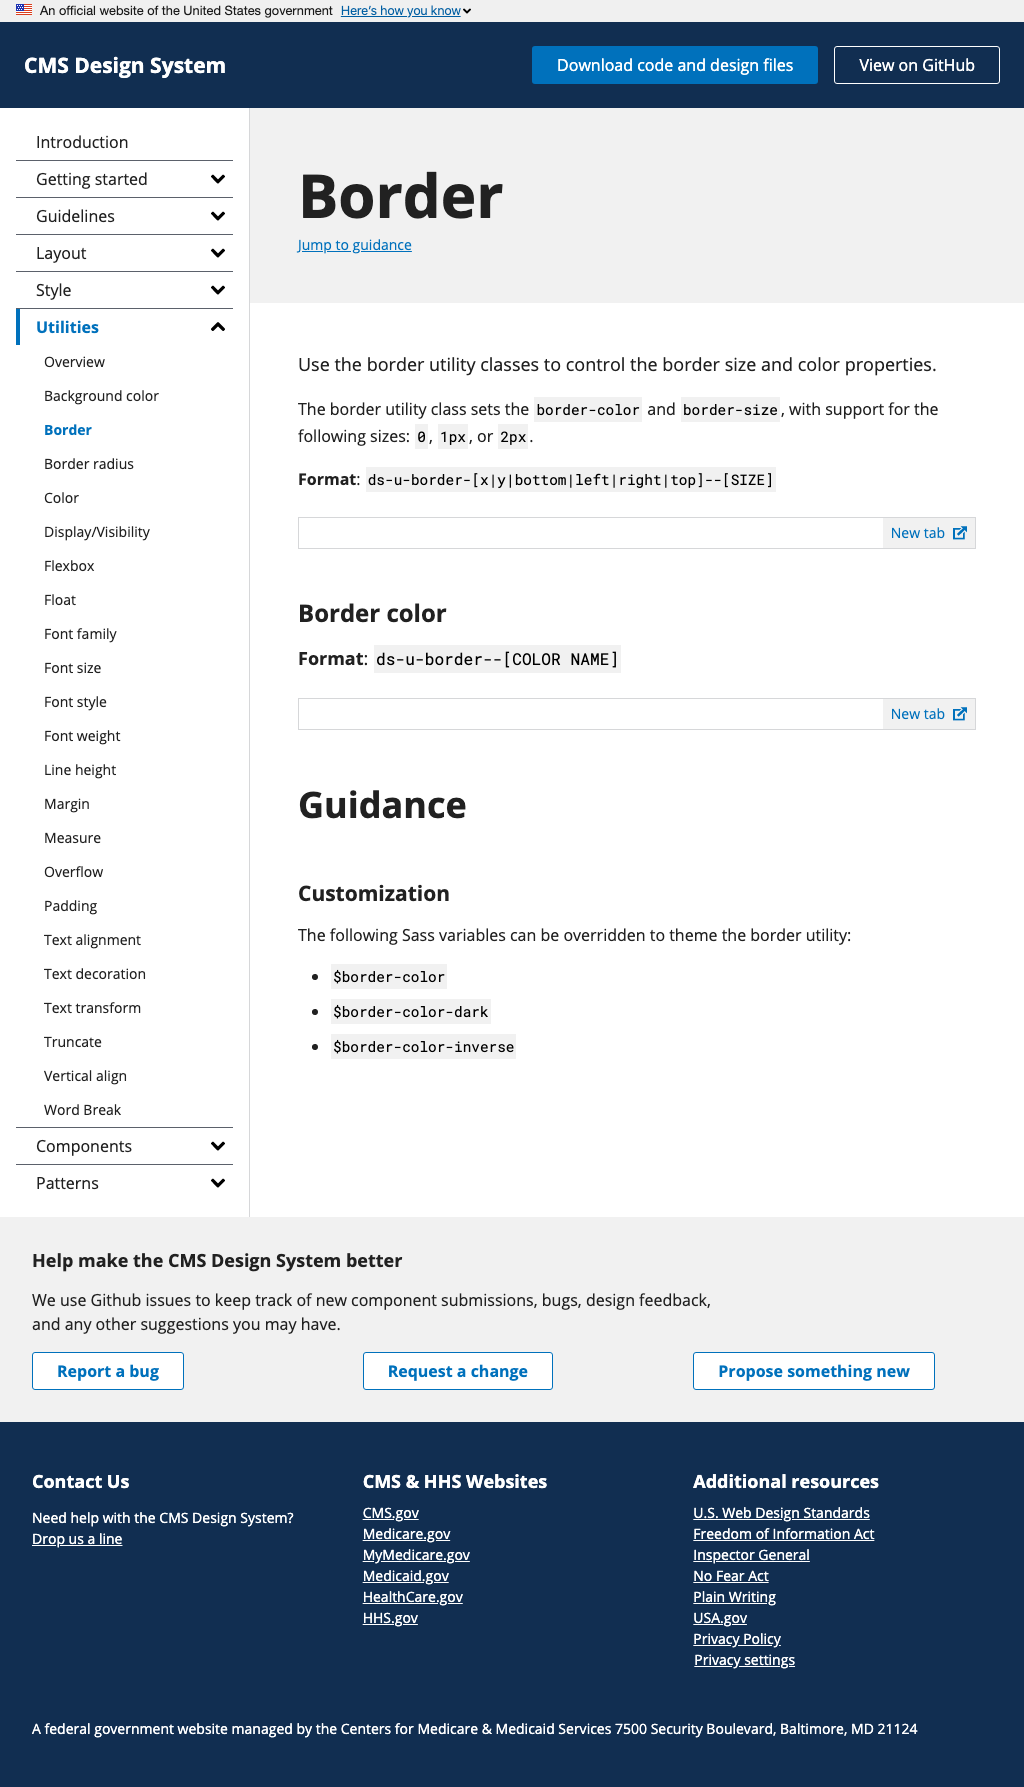 An official website of the United States government Here's how you know
CMS Design System
Download code and design files
View on GitHub
Introduction
Getting started
Guidelines
Layout
Style
Utilities
Overview
Background color
Border
Border radius
Color
Display/Visibility
Flexbox
Float
Font family
Font size
Font style
Font weight
Line height
Margin
Measure
Overflow
Padding
Text alignment
Text decoration
Text transform
Truncate
Vertical align
Word Break
Components
Patterns
Border
Jump to guidance
Use the border utility classes to control the border size and color properties.
The border utility class sets the border-color and border-size, with support for the
following sizes: 0, 1px, or 2px.
Format: ds-u-border-[x|y|bottom|left|right|top]--[SIZE]
New tab
Border color
Format: ds-u-border--[COLOR NAME]
New tab
Guidance
Customization
The following Sass variables can be overridden to theme the border utility:
• $border-color
• $border-color-dark
• $border-color-inverse
Help make the CMS Design System better
We use Github issues to keep track of new component submissions, bugs, design feedback,
and any other suggestions you may have.
Report a bug
Request a change
Propose something new
Contact Us
Need help with the CMS Design System?
Drop us a line
CMS & HHS Websites
CMS.gov
Medicare.gov
MyMedicare.gov
Medicaid.gov
HealthCare.gov
HHS.gov
Additional resources
U.S. Web Design Standards
Freedom of Information Act
Inspector General
No Fear Act
Plain Writing
USA.gov
Privacy Policy
Privacy settings
A federal government website managed by the Centers for Medicare & Medicaid Services 7500 Security Boulevard, Baltimore, MD 21124